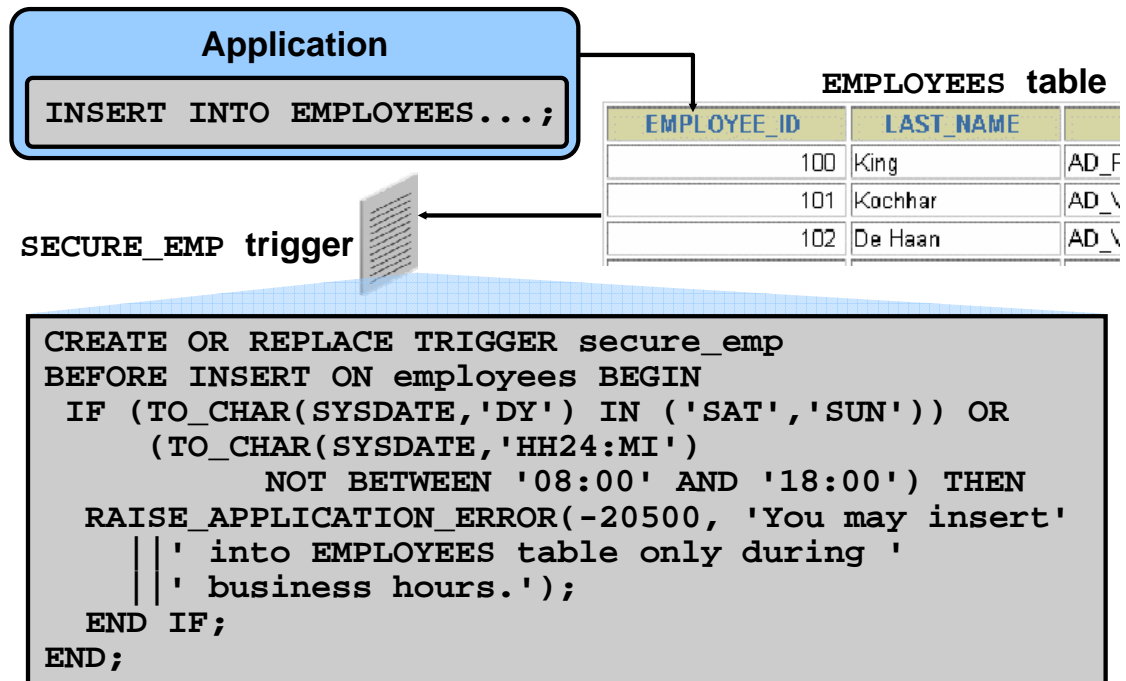 Application
INSERT INTO EMPLOYEES...;
EMPLOYEES table
EMPLOYEE_ID LAST_NAME
100 King
101 Kochhar
102 De Haan
SECURE_EMP trigger
CREATE OR REPLACE TRIGGER secure_emp
BEFORE INSERT ON employees BEGIN
IF (TO_CHAR(SYSDATE,'DY') IN ('SAT','SUN')) OR
(TO_CHAR(SYSDATE,'HH24:MI')
NOT BETWEEN '08:00' AND '18:00') THEN
RAISE_APPLICATION_ERROR(-20500, 'You may insert'
||' into EMPLOYEES table only during '
||' business hours.');
END IF;
END;